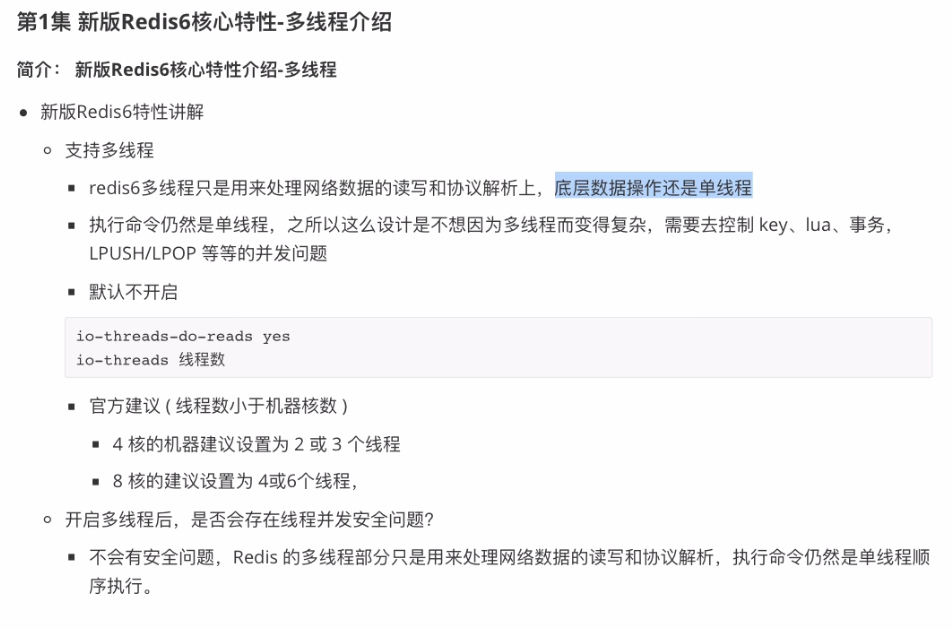 第1集 新版Redis6核心特性-多线程介绍
简介： 新版Redis6核心特性介绍-多线程
新版Redis6特性讲解
支持多线程
redis6多线程只是用来处理网络数据的读写和协议解析上，底层数据操作还是单线程
执行命令仍然是单线程，之所以这么设计是不想因为多线程而变得复杂，需要去控制 key、lua、事务，
LPUSH/LPOP 等等的并发问题
默认不开启
io-threads-do-reads yes
io-threads 线程数
官方建议 ( 线程数小于机器核数 )
4 核的机器建议设置为 2 或 3 个线程
8 核的建议设置为 4或6个线程，
开启多线程后，是否会存在线程并发安全问题？
不会有安全问题，Redis 的多线程部分只是用来处理网络数据的读写和协议解析，执行命令仍然是单线程顺
序执行。